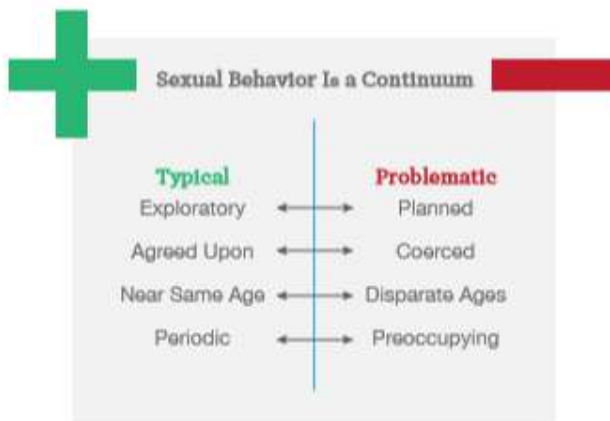 Sexual Behavior Is a Continuum
Typical Problematic
Exploratory Planned
Agreed Upon Coerced
Near Same Age Disparate Ages
Periodic Preoccupying